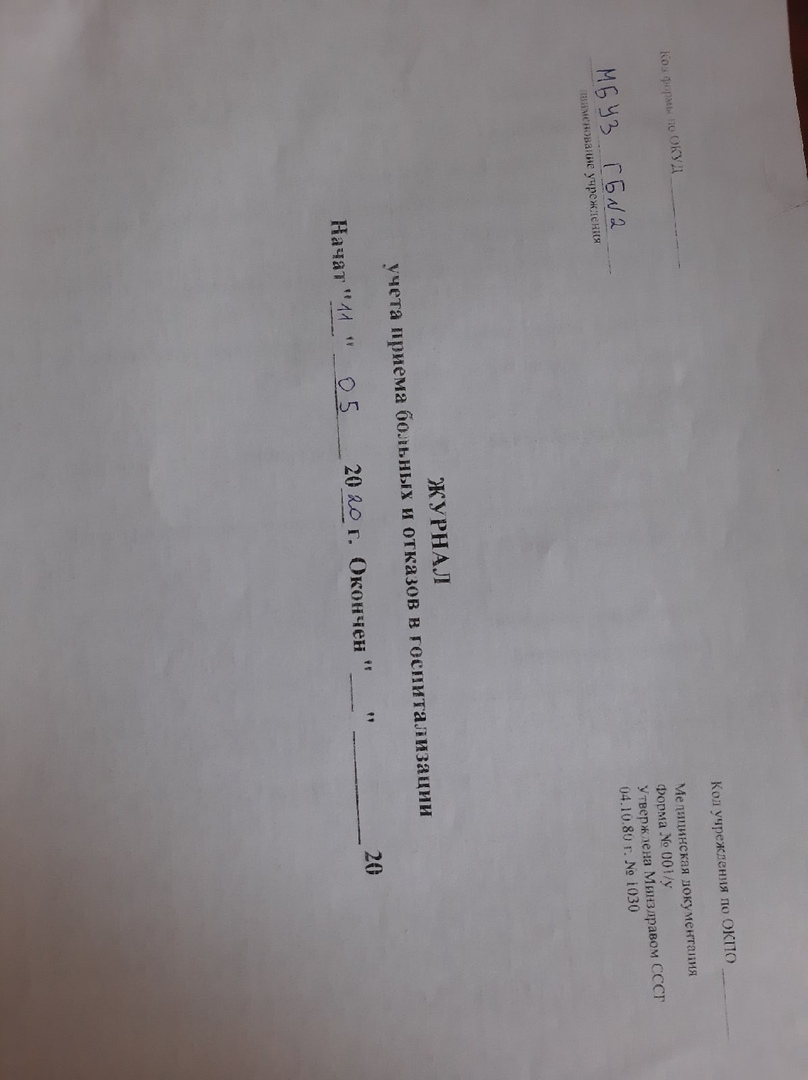 Код формы по ОКУД
МБУЗ ГБN2
наименование учреждения
Код учреждения по ОКПО
Медицинская документация
Форма № 001/у
Утверждена Минздравом СССР
04.10.80 г. № 1030
ЖУРНАЛ
учета приема больных и отказов в госпитализации
Начат "11" 05 2020 г. Окончен " " 20